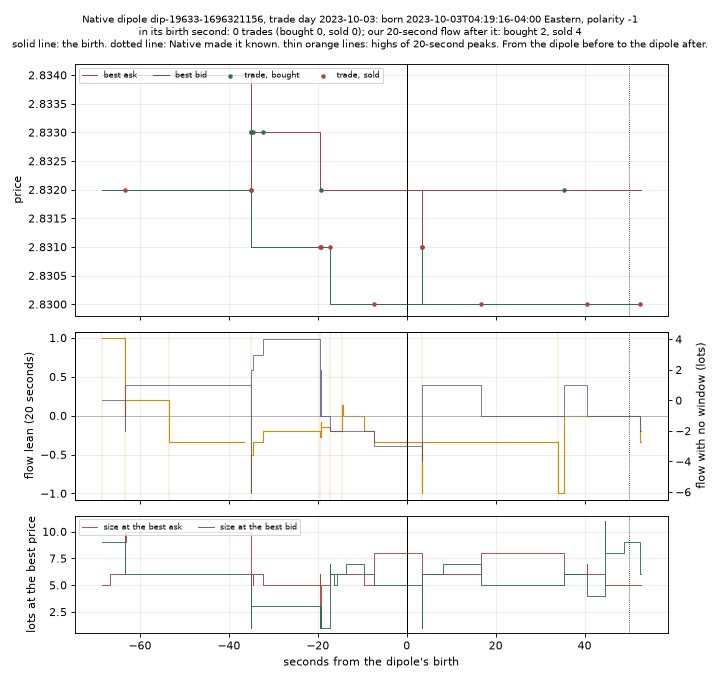 Native dipole dip-19633-1696321156, trade day 2023-10-03: born 2023-10-03T04:19:16-04:00 Eastern, polarity -1
in its birth second: 0 trades (bought 0, sold 0); our 20-second flow after it: bought 2, sold 4
solid line: the birth. dotted line: Native made it known. thin orange lines: highs of 20-second peaks. From the dipole before to the dipole after.
best ask best bid trade, bought trade, sold
2.8340
2.8335
2.8330
2.8325
2.8320
2.8315
2.8310
2.8305
2.8300
price
1.0
0.5
0.0
−0.5
−1.0
flow lean (20 seconds)
4
2
0
−2
−4
−6
flow with no window (lots)
size at the best ask size at the best bid
10.0
7.5
5.0
2.5
lots at the best price
−60 −40 −20 0 20 40
seconds from the dipole's birth